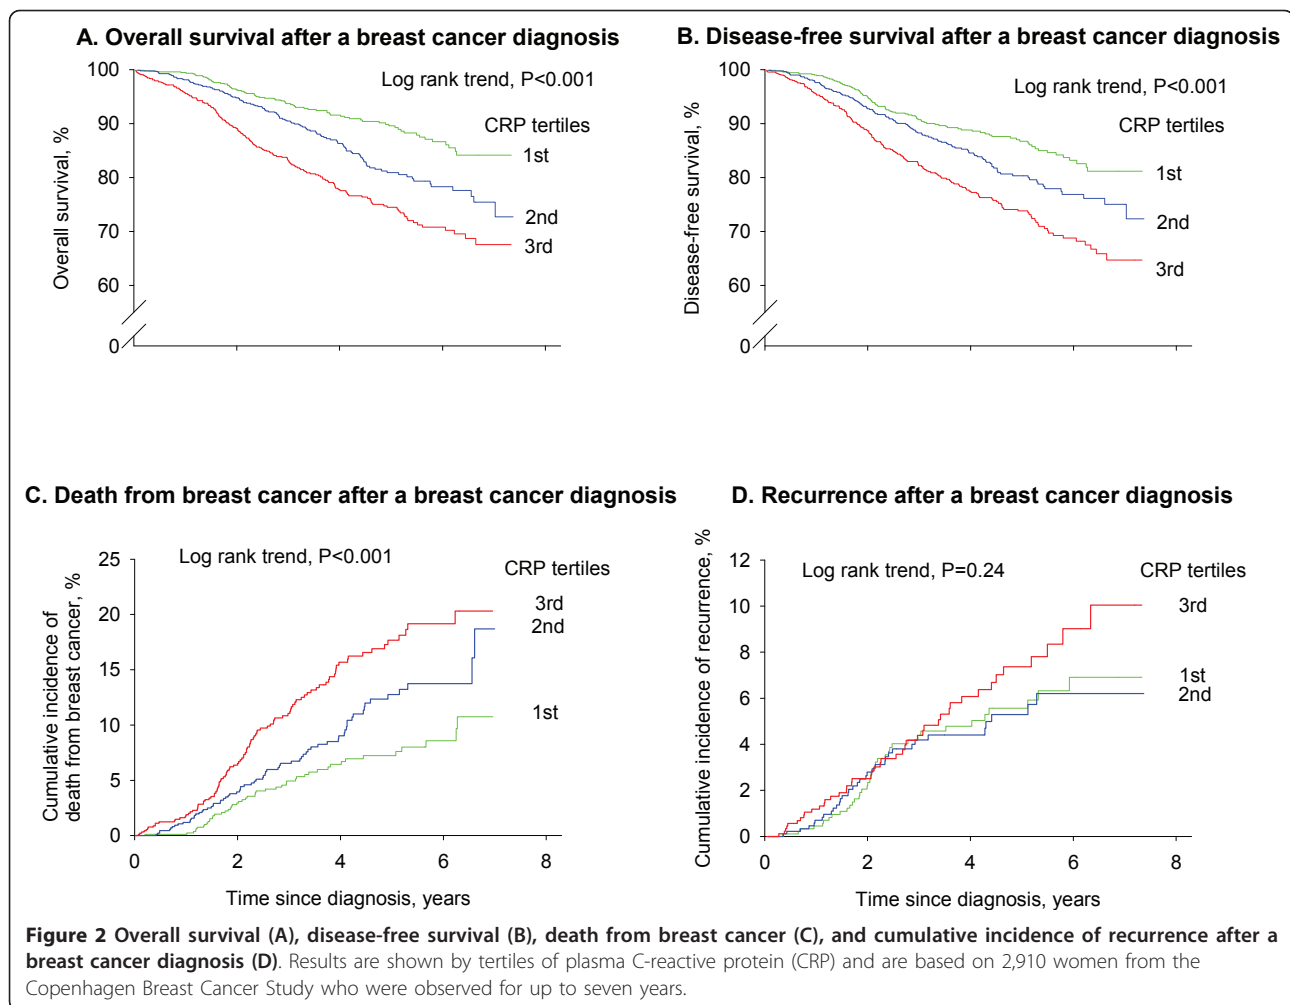 A. Overall survival after a breast cancer diagnosis
100
90
80
70
60
0
Overall survival, %
Log rank trend, P<0.001
CRP tertiles
1st
2nd
3rd
B. Disease-free survival after a breast cancer diagnosis
100
90
80
70
60
0
Disease-free survival, %
Log rank trend, P<0.001
CRP tertiles
1st
2nd
3rd
2
4
6
8
2
4
6
8
C. Death from breast cancer after a breast cancer diagnosis
25
20
15
10
5
0
Cumulative incidence of
death from breast cancer, %
Log rank trend, P<0.001
CRP tertiles
3rd
2nd
1st
0
2
4
6
8
Time since diagnosis, years
D. Recurrence after a breast cancer diagnosis
12
10
8
6
4
2
0
Cumulative incidence of recurrence, %
Log rank trend, P=0.24
CRP tertiles
3rd
1st
2nd
0
2
4
6
8
Time since diagnosis, years
Figure 2 Overall survival (A), disease-free survival (B), death from breast cancer (C), and cumulative incidence of recurrence after a
breast cancer diagnosis (D). Results are shown by tertiles of plasma C-reactive protein (CRP) and are based on 2,910 women from the
Copenhagen Breast Cancer Study who were observed for up to seven years.